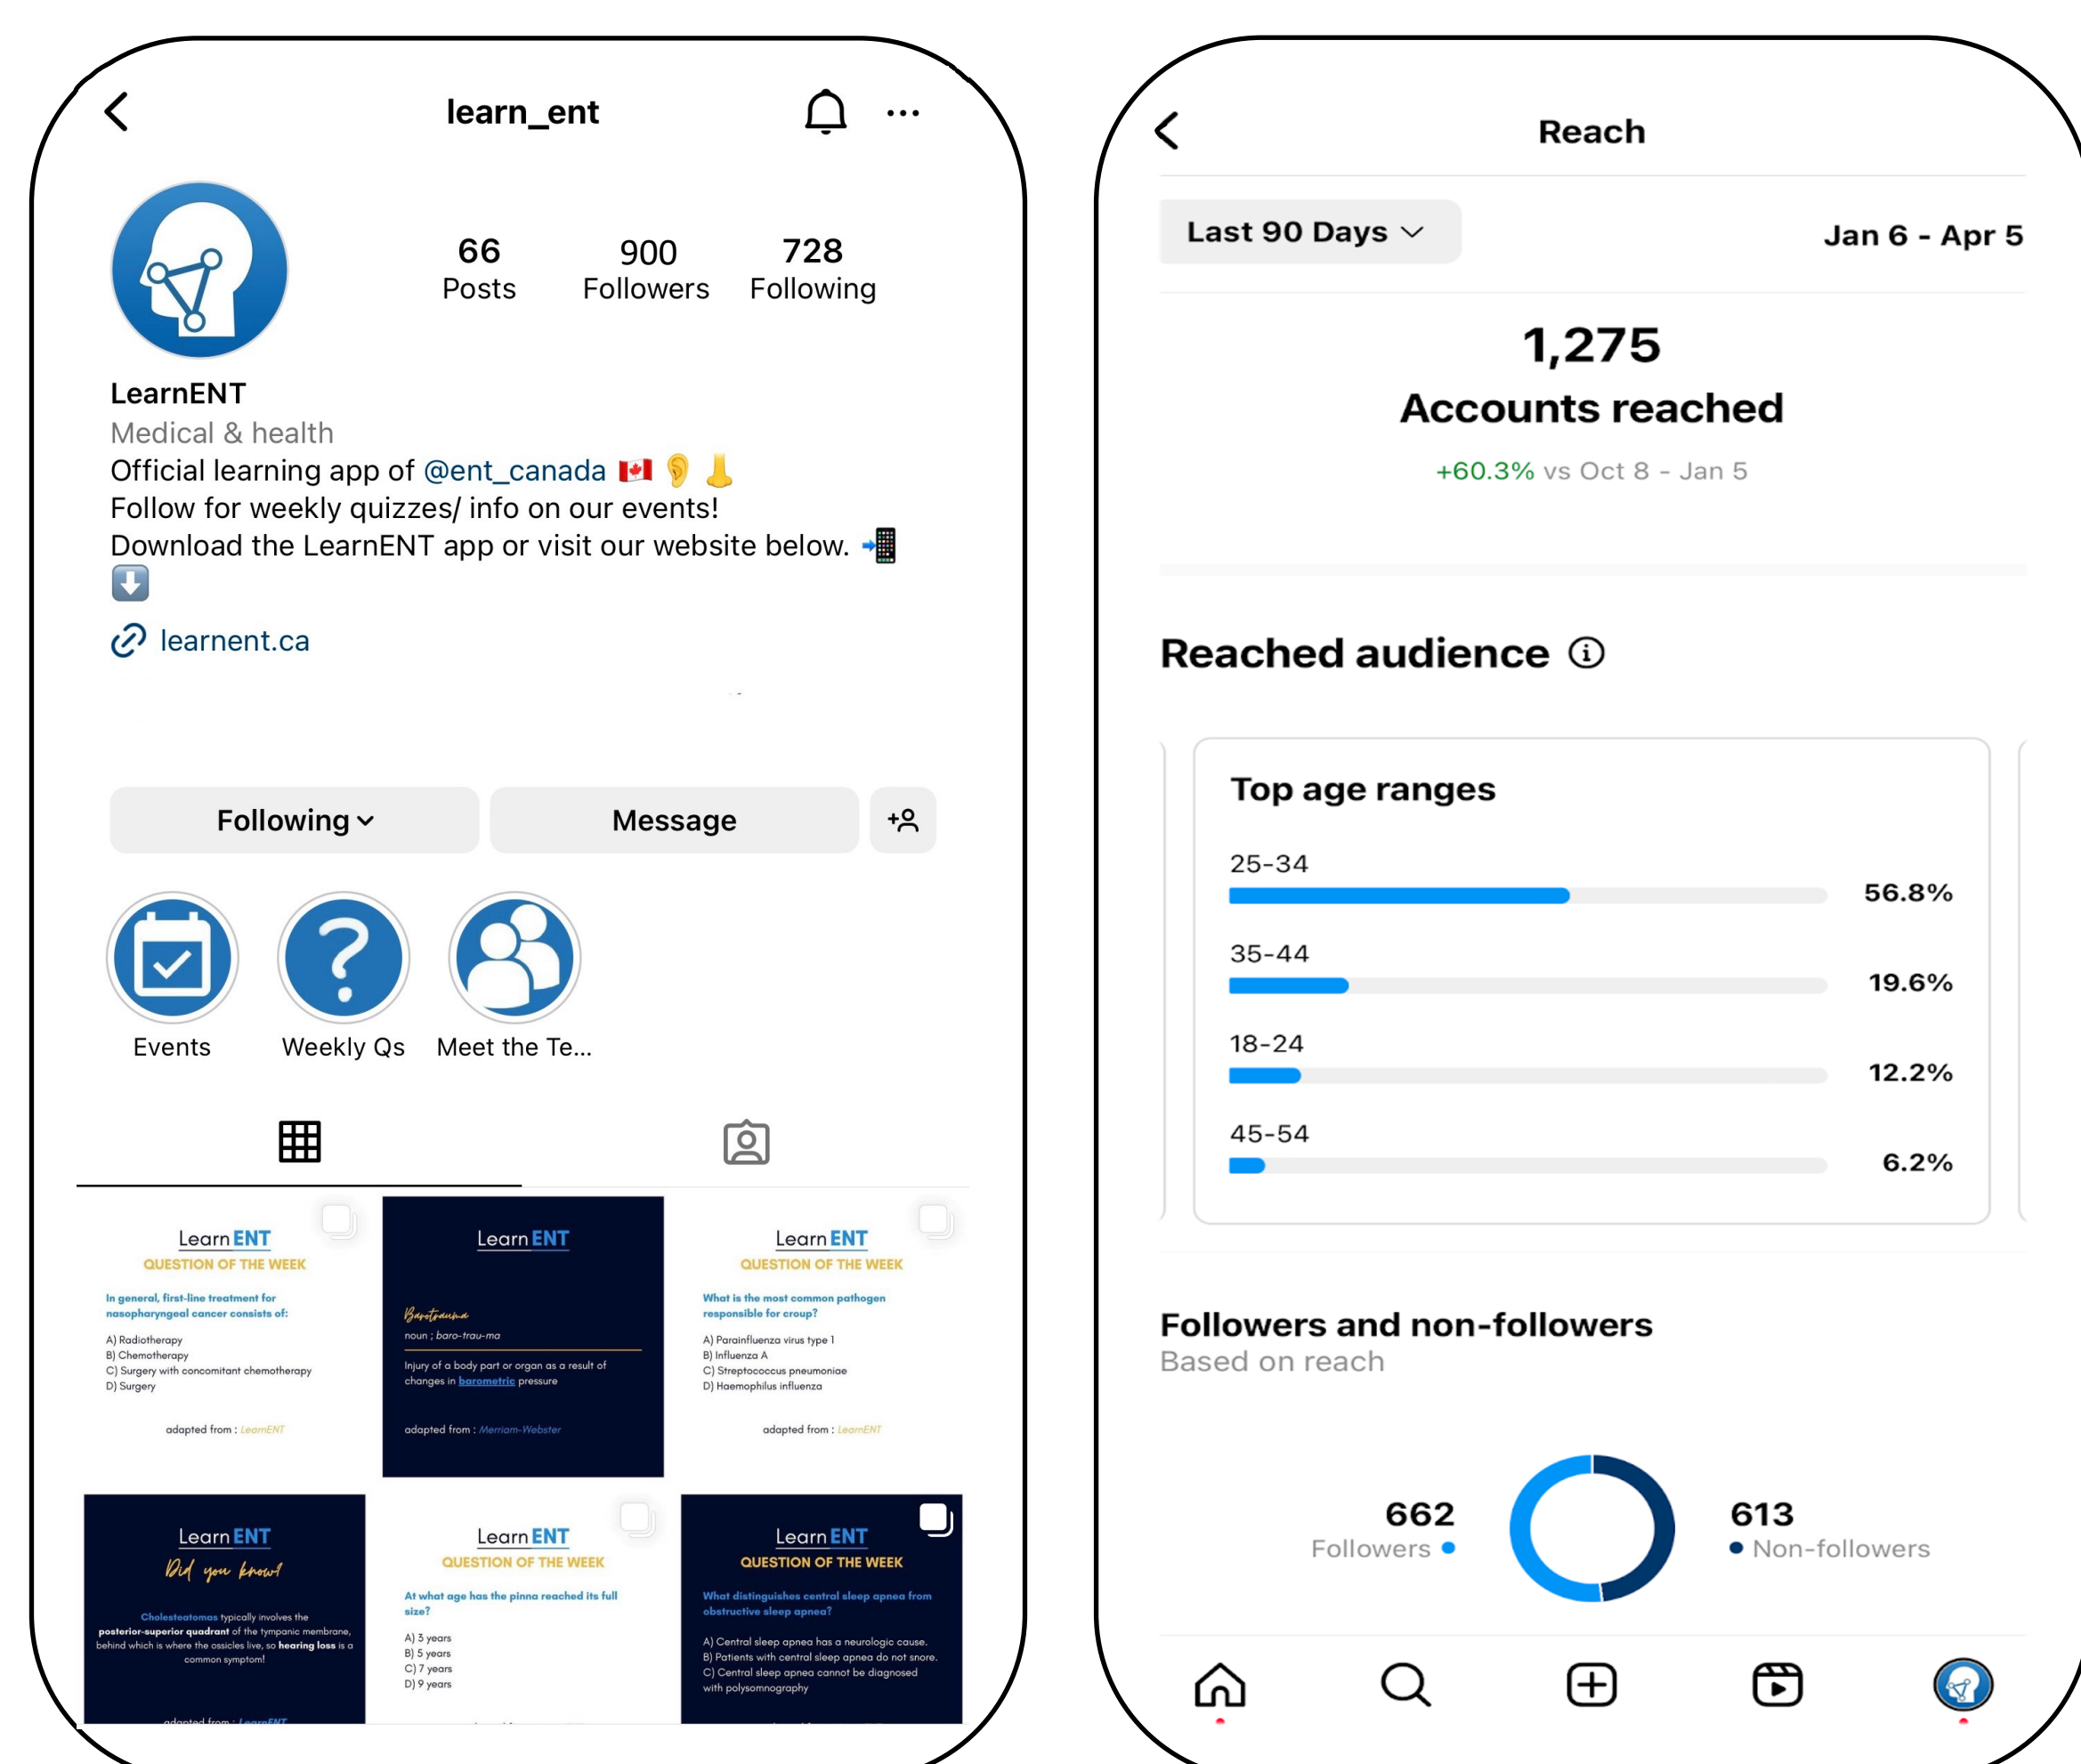 learn_ent
66
Posts
900
Followers
728
Following
LearnENT
Medical & health
Official learning app of @ent_canada 🇨🇦 👂 👃
Follow for weekly quizzes/ info on our events!
Download the LearnENT app or visit our website below. 📲
⬇️
learnent.ca
Following
Message
Events
Weekly Qs
Meet the Te...
Learn ENT
QUESTION OF THE WEEK
In general, first-line treatment for
nasopharyngeal cancer consists of:
A) Radiotherapy
B) Chemotherapy
C) Surgery with concomitant chemotherapy
D) Surgery
adapted from : LearnENT
Learn ENT
Barotrauma
noun ; baro-trau-ma
Injury of a body part or organ as a result of
changes in barometric pressure
adapted from : Merriam-Webster
Learn ENT
QUESTION OF THE WEEK
What is the most common pathogen
responsible for croup?
A) Parainfluenza virus type 1
B) Influenza A
C) Streptococcus pneumoniae
D) Haemophilus influenza
adapted from : LearnENT
Learn ENT
Did you know?
Cholesteatomas typically involves the
posterior-superior quadrant of the tympanic membrane,
behind which is where the ossicles live, so hearing loss is a
common symptom!
adapted from : LearnENT
Learn ENT
QUESTION OF THE WEEK
At what age has the pinna reached its full
size?
A) 3 years
B) 5 years
C) 7 years
D) 9 years
Learn ENT
QUESTION OF THE WEEK
What distinguishes central sleep apnea from
obstructive sleep apnea?
A) Central sleep apnea has a neurologic cause.
B) Patients with central sleep apnea do not snore.
C) Central sleep apnea cannot be diagnosed
with polysomnography
Reach
Last 90 Days
Jan 6 - Apr 5
1,275
Accounts reached
+60.3% vs Oct 8 - Jan 5
Reached audience
Top age ranges
25-34
56.8%
35-44
19.6%
18-24
12.2%
45-54
6.2%
Followers and non-followers
Based on reach
662
Followers
613
Non-followers